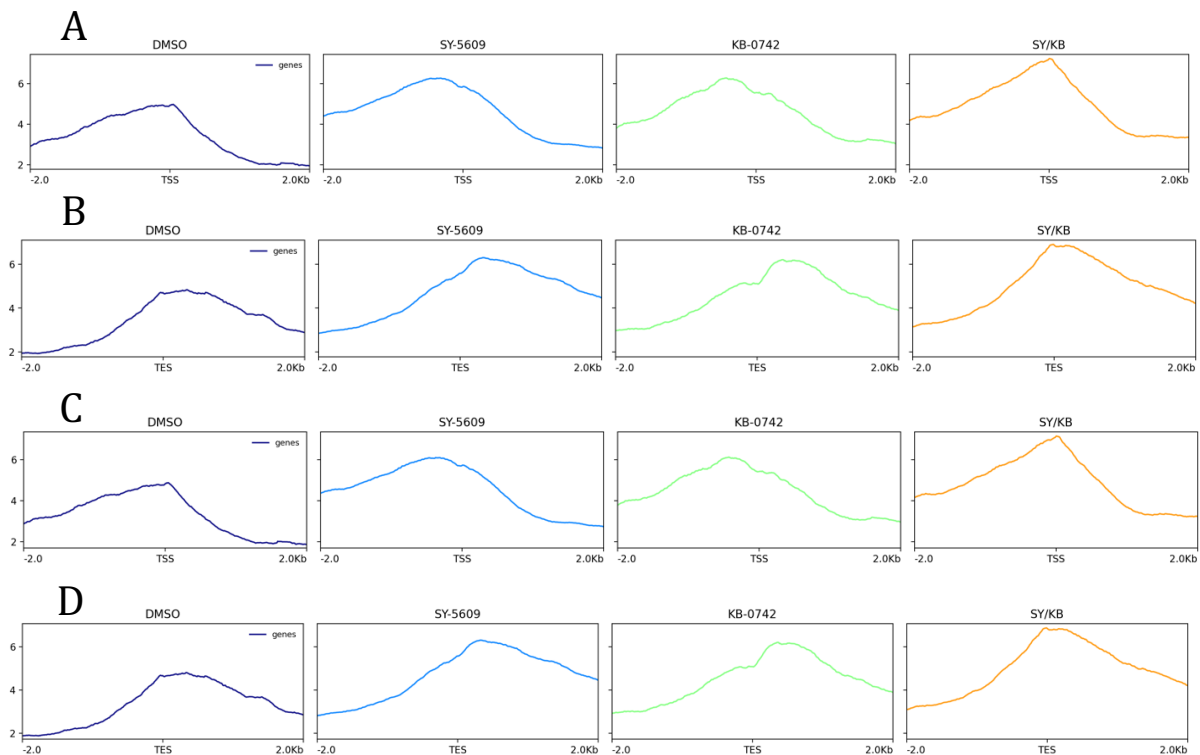 A
DMSO SY-5609 KB-0742 SY/KB
genes
6
4
2
-2.0 TSS 2.0Kb -2.0 TSS 2.0Kb -2.0 TSS 2.0Kb -2.0 TSS 2.0Kb
B
DMSO SY-5609 KB-0742 SY/KB
genes
6
4
2
-2.0 TES 2.0Kb -2.0 TES 2.0Kb -2.0 TES 2.0Kb -2.0 TES 2.0Kb
C
DMSO SY-5609 KB-0742 SY/KB
genes
6
4
2
-2.0 TSS 2.0Kb -2.0 TSS 2.0Kb -2.0 TSS 2.0Kb -2.0 TSS 2.0Kb
D
DMSO SY-5609 KB-0742 SY/KB
genes
6
4
2
-2.0 TES 2.0Kb -2.0 TES 2.0Kb -2.0 TES 2.0Kb -2.0 TES 2.0Kb